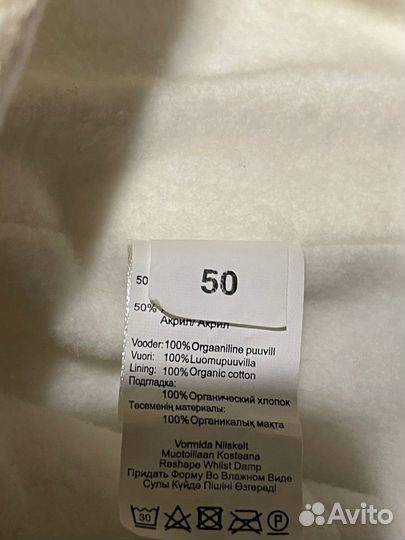 50
50
50%
Акрил/ Акрил
Vooder: 100% Orgaaniline puuvill
Vuori: 100% Luomupuuvilla
Lining: 100% Organic cotton
Подгладка:
100% Органический хлопок
Төсеменің материалы:
100% Органикалық мақта
Vormida Niiskelt
Muotoillaan Kosteana
Reshape Whilst Damp
Придать Форму Во Влажном Виде
Сулы Күйде Пішіні Өзгереді
30 P
Avito